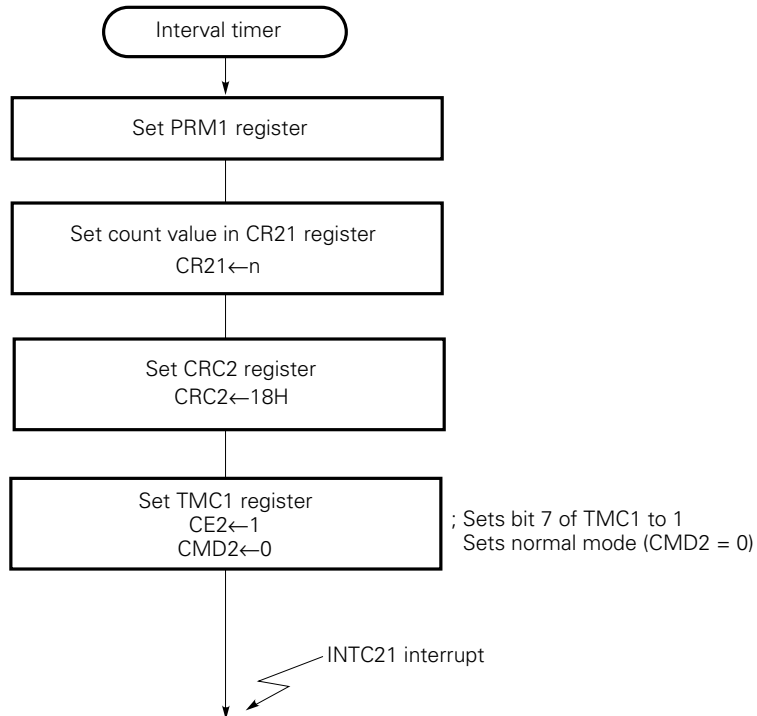 Interval timer
Set PRM1 register
Set count value in CR21 register
CR21←n
Set CRC2 register
CRC2←18H
Set TMC1 register
CE2←1
CMD2←0
; Sets bit 7 of TMC1 to 1
Sets normal mode (CMD2 = 0)
INTC21 interrupt